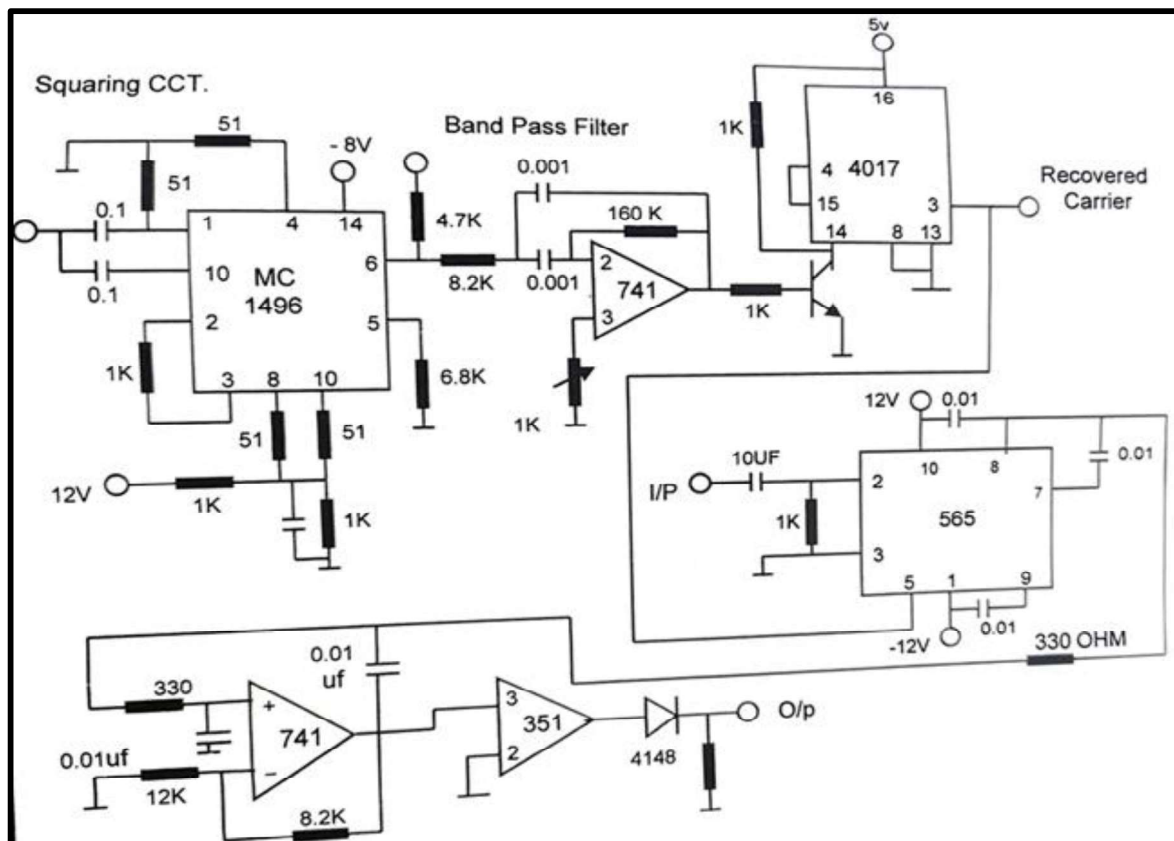 Squaring CCT.
51
51
- 8V
0.1
0.1
1
4
14
10
MC
1496
6
2
5
3
8
10
1K
51
51
12V
1K
1K
4.7K
6.8K
Band Pass Filter
0.001
160 K
8.2K
0.001
2
741
3
1K
1K
5v
16
1K
4
4017
15
3
14
8
13
Recovered
Carrier
12V
0.01
10UF
10
8
0.01
I/P
2
7
1K
565
3
5
1
9
-12V
0.01
330 OHM
0.01
uf
330
+
741
0.01uf
−
12K
8.2K
3
351
2
4148
O/p